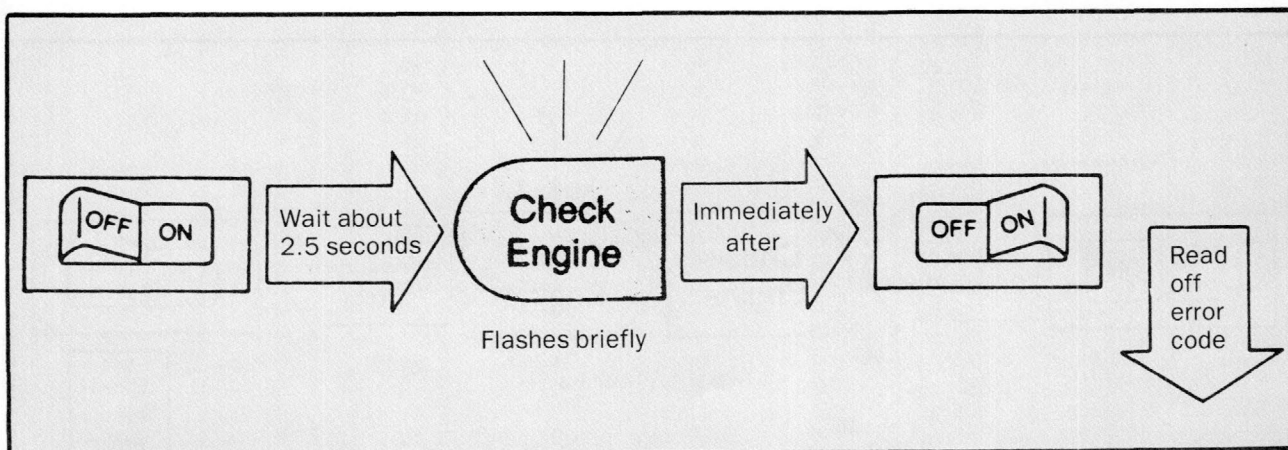 OFF ON
Wait about
2.5 seconds
Check
Engine
Flashes briefly
Immediately
after
OFF ON
Read
off
error
code